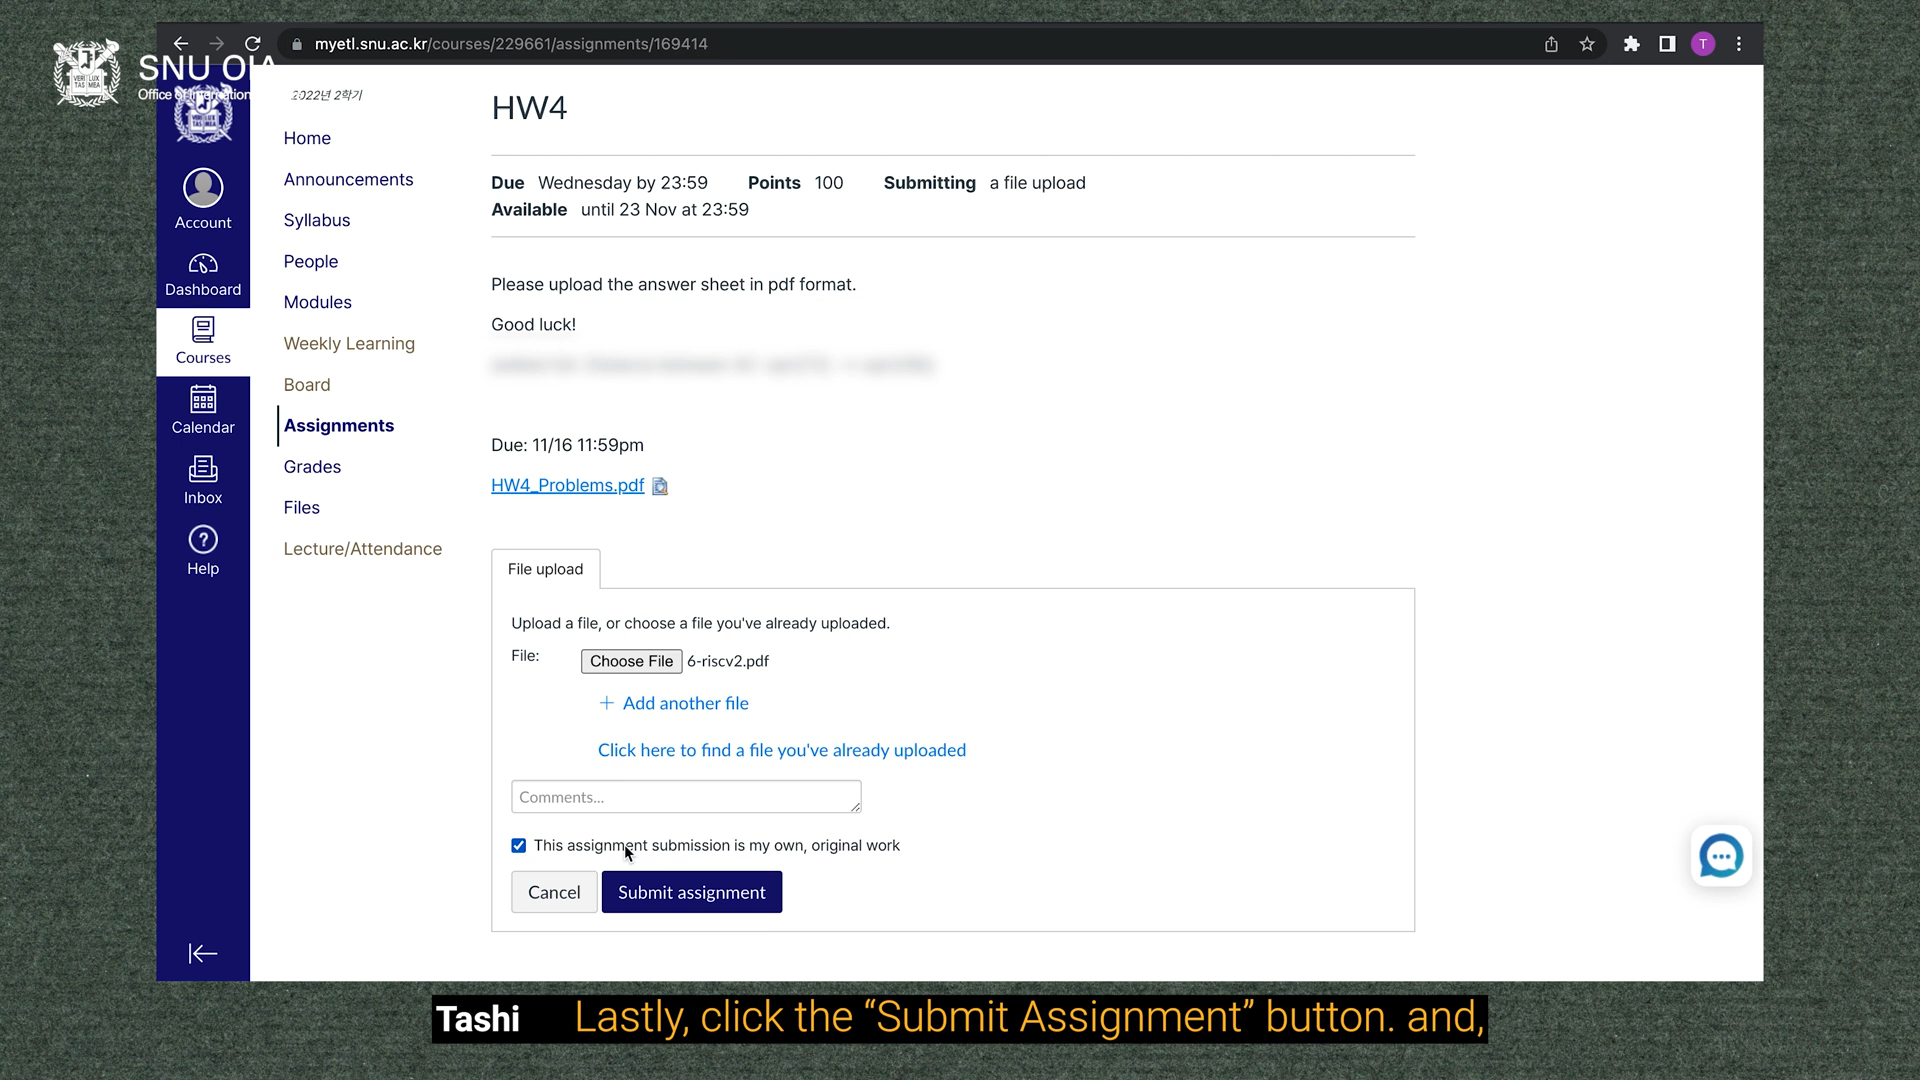 SNU OIA
Office of Internation
myetl.snu.ac.kr/courses/229661/assignments/169414
T
2022년 2학기
Home
Announcements
Syllabus
People
Modules
Weekly Learning
Board
Assignments
Grades
Files
Lecture/Attendance
Account
Dashboard
Courses
Calendar
Inbox
Help
HW4
Due Wednesday by 23:59 Points 100 Submitting a file upload
Available until 23 Nov at 23:59
Please upload the answer sheet in pdf format.
Good luck!
Due: 11/16 11:59pm
HW4_Problems.pdf
File upload
Upload a file, or choose a file you've already uploaded.
File: Choose File 6-riscv2.pdf
+ Add another file
Click here to find a file you've already uploaded
Comments...
This assignment submission is my own, original work
Cancel Submit assignment
Tashi Lastly, click the “Submit Assignment” button. and,